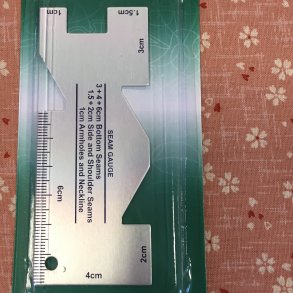 1cm
1.5cm
3cm
SEAM GAUGE
3 + 4 + 6cm Bottom Seams
1.5 + 2cm Side and Shoulder Seams
1cm Armholes and Neckline
6cm
2cm
4cm